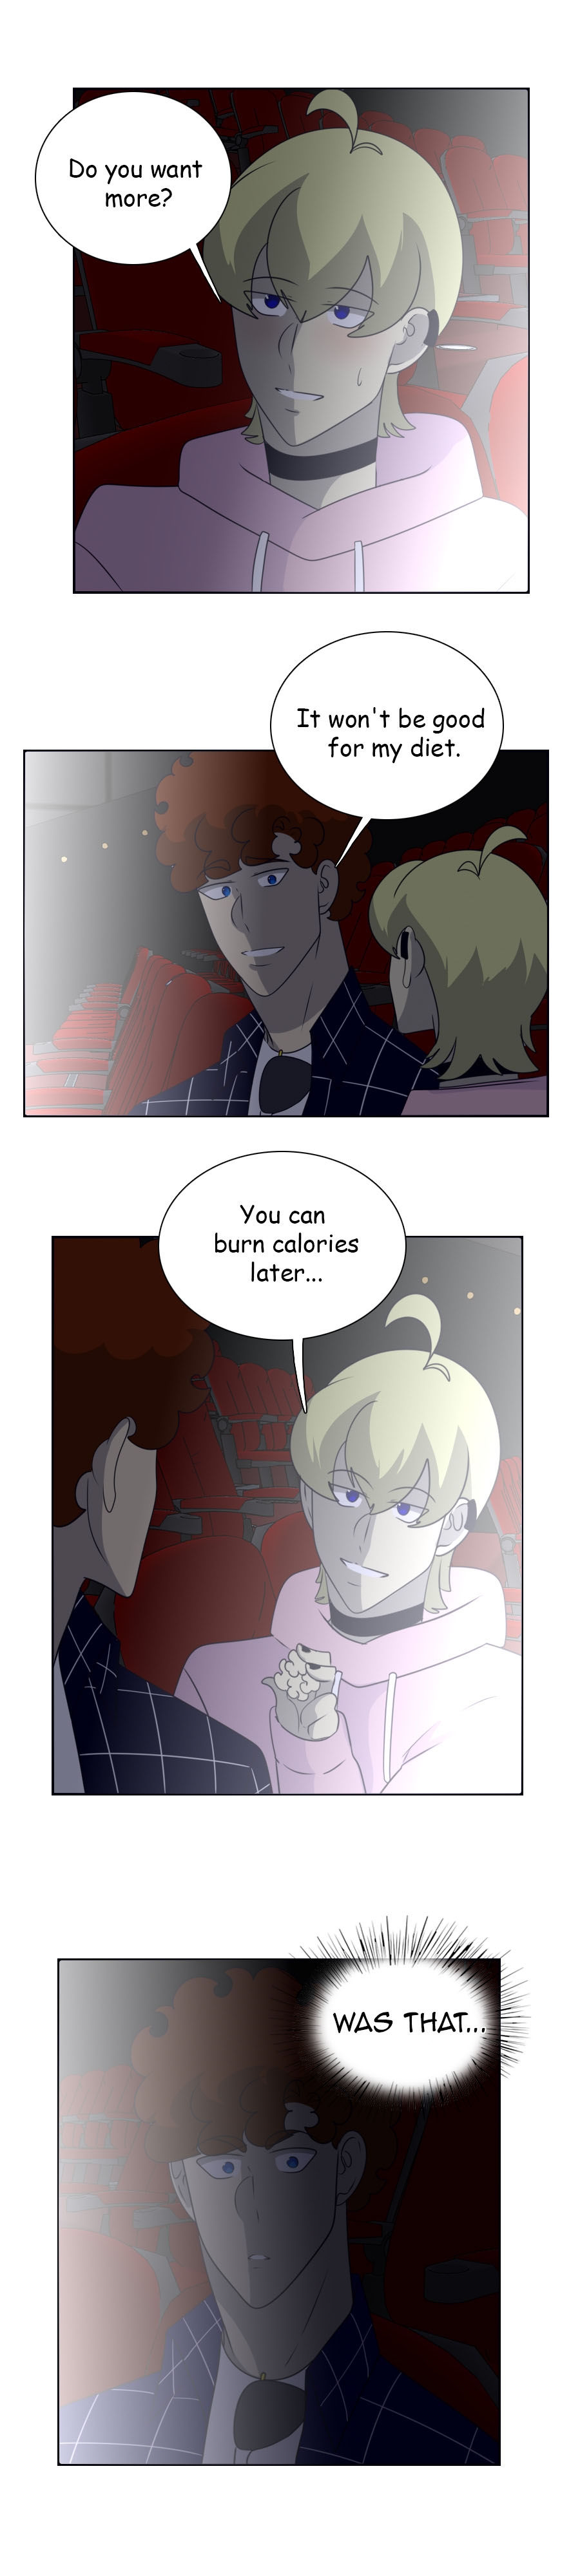 Do you want
more?
It won't be good
for my diet.
You can
burn calories
later...
WAS THAT...